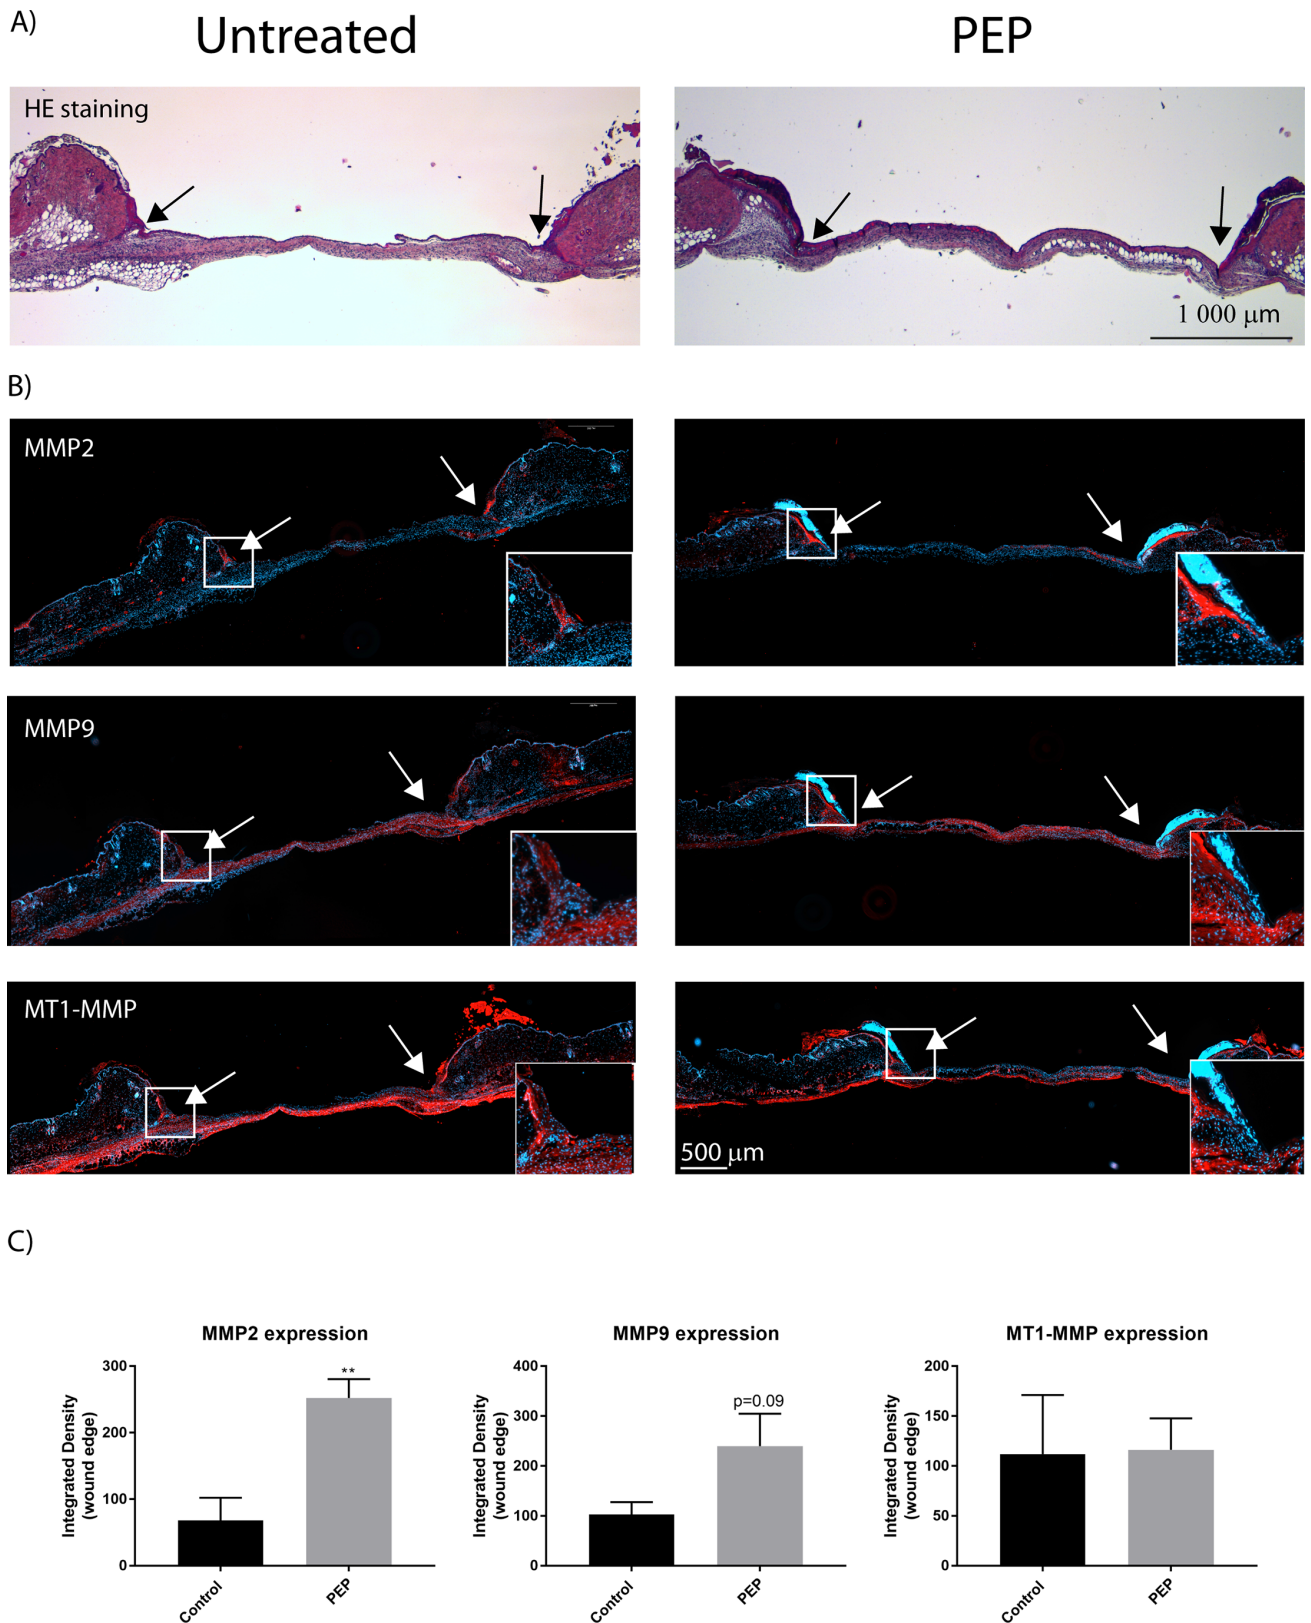 A)
Untreated
PEP
HE staining
1 000 μm
B)
MMP2
MMP9
MT1-MMP
500 μm
C)
MMP2 expression
300
200
100
0
Integrated Density
(wound edge)
**
Control
PEP
MMP9 expression
400
300
200
100
0
Integrated Density
(wound edge)
p=0.09
Control
PEP
MT1-MMP expression
200
150
100
50
0
Integrated Density
(wound edge)
Control
PEP